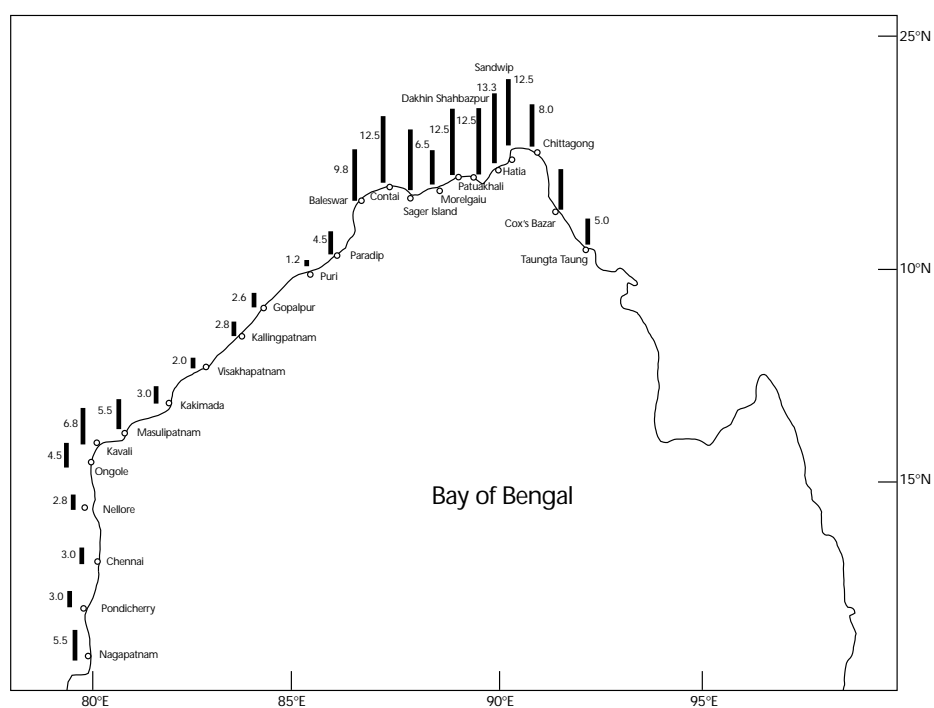 25°N
Sandwip
12.5
13.3
Dakhin Shahbazpur
8.0
12.5
12.5
12.5
6.5
Chittagong
9.8
Hatia
Patuakhali
Baleswar
Contai
Morelgaiu
Sager Island
Cox's Bazar
5.0
4.5
Paradip
Taungta Taung
1.2
Puri
10°N
2.6
Gopalpur
2.8
Kallingpatnam
2.0
Visakhapatnam
3.0
Kakimada
5.5
6.8
Masulipatnam
Kavali
4.5
Ongole
15°N
2.8
Bay of Bengal
Nellore
3.0
Chennai
3.0
Pondicherry
5.5
Nagapatnam
80°E
85°E
90°E
95°E